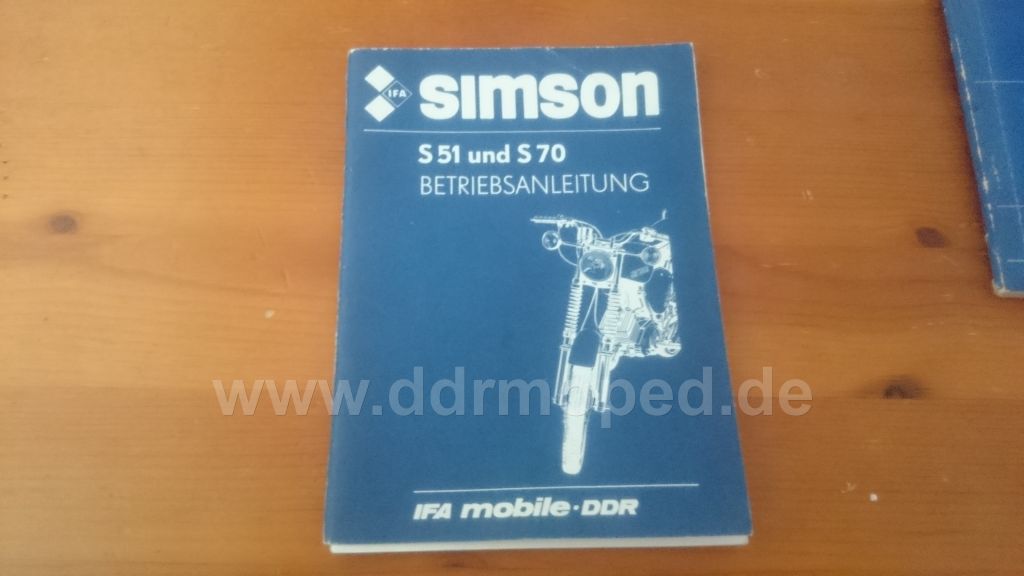 IFA
simson
S 51 und S 70
BETRIEBSANLEITUNG
www.ddrmoped.de
IFA mobile · DDR